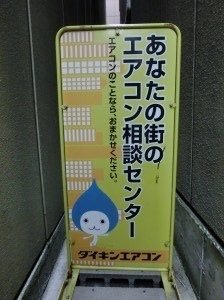 あなたの街の
エアコン相談センター
エアコンのことなら、おまかせください。
ダイキンエアコン